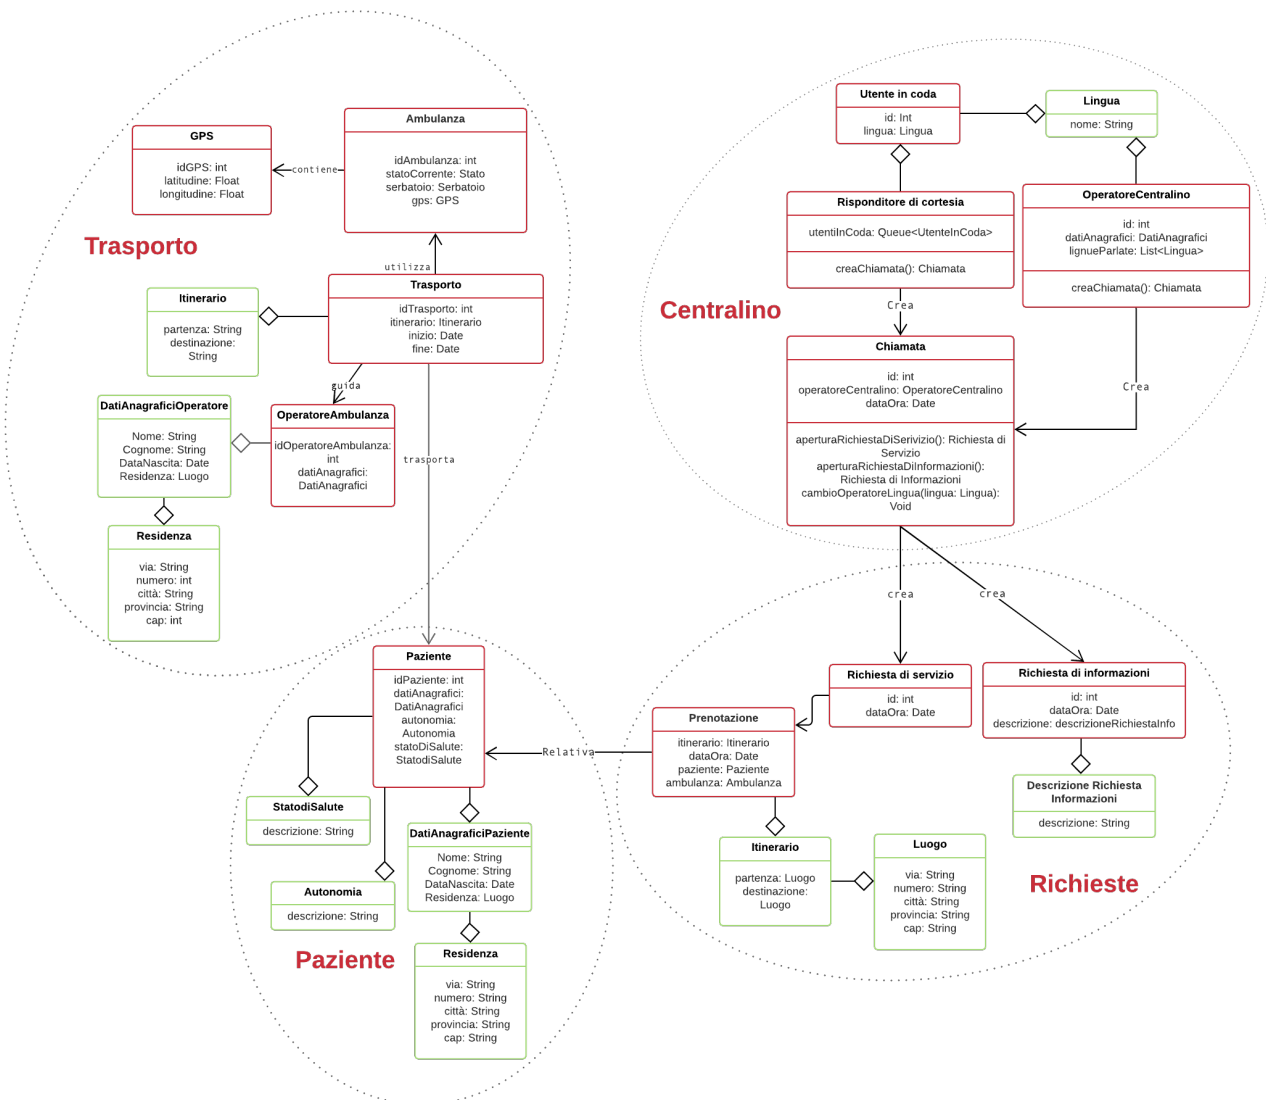 Trasporto
GPS
idGPS: int
latitudine: Float
longitudine: Float
contiene
Ambulanza
idAmbulanza: int
statoCorrente: Stato
serbatoio: Serbatoio
gps: GPS
utilizza
Trasporto
idTrasporto: int
itinerario: Itinerario
inizio: Date
fine: Date
Itinerario
partenza: String
destinazione:
String
guida
DatiAnagraficiOperatore
Nome: String
Cognome: String
DataNascita: Date
Residenza: Luogo
OperatoreAmbulanza
idOperatoreAmbulanza:
int
datiAnagrafici:
DatiAnagrafici
trasporta
Residenza
via: String
numero: int
città: String
provincia: String
cap: int
Centralino
Utente in coda
id: Int
lingua: Lingua
Lingua
nome: String
Risponditore di cortesia
utentiInCoda: Queue<UtenteInCoda>
creaChiamata(): Chiamata
OperatoreCentralino
id: int
datiAnagrafici: DatiAnagrafici
lignueParlate: List<Lingua>
creaChiamata(): Chiamata
Crea
Crea
Chiamata
id: int
operatoreCentralino: OperatoreCentralino
dataOra: Date
aperturaRichiestaDiSerivizio(): Richiesta di
Servizio
aperturaRichiestaDiInformazioni():
Richiesta di Informazioni
cambioOperatoreLingua(lingua: Lingua):
Void
crea
crea
Paziente
idPaziente: int
datiAnagrafici:
DatiAnagrafici
autonomia:
Autonomia
statoDiSalute:
StatodiSalute
StatodiSalute
descrizione: String
Autonomia
descrizione: String
DatiAnagraficiPaziente
Nome: String
Cognome: String
DataNascita: Date
Residenza: Luogo
Paziente
Residenza
via: String
numero: String
città: String
provincia: String
cap: String
Relativa
Richiesta di servizio
id: int
dataOra: Date
Richiesta di informazioni
id: int
dataOra: Date
descrizione: descrizioneRichiestaInfo
Prenotazione
itinerario: Itinerario
dataOra: Date
paziente: Paziente
ambulanza: Ambulanza
Descrizione Richiesta
Informazioni
descrizione: String
Itinerario
partenza: Luogo
destinazione:
Luogo
Luogo
via: String
numero: String
città: String
provincia: String
cap: String
Richieste